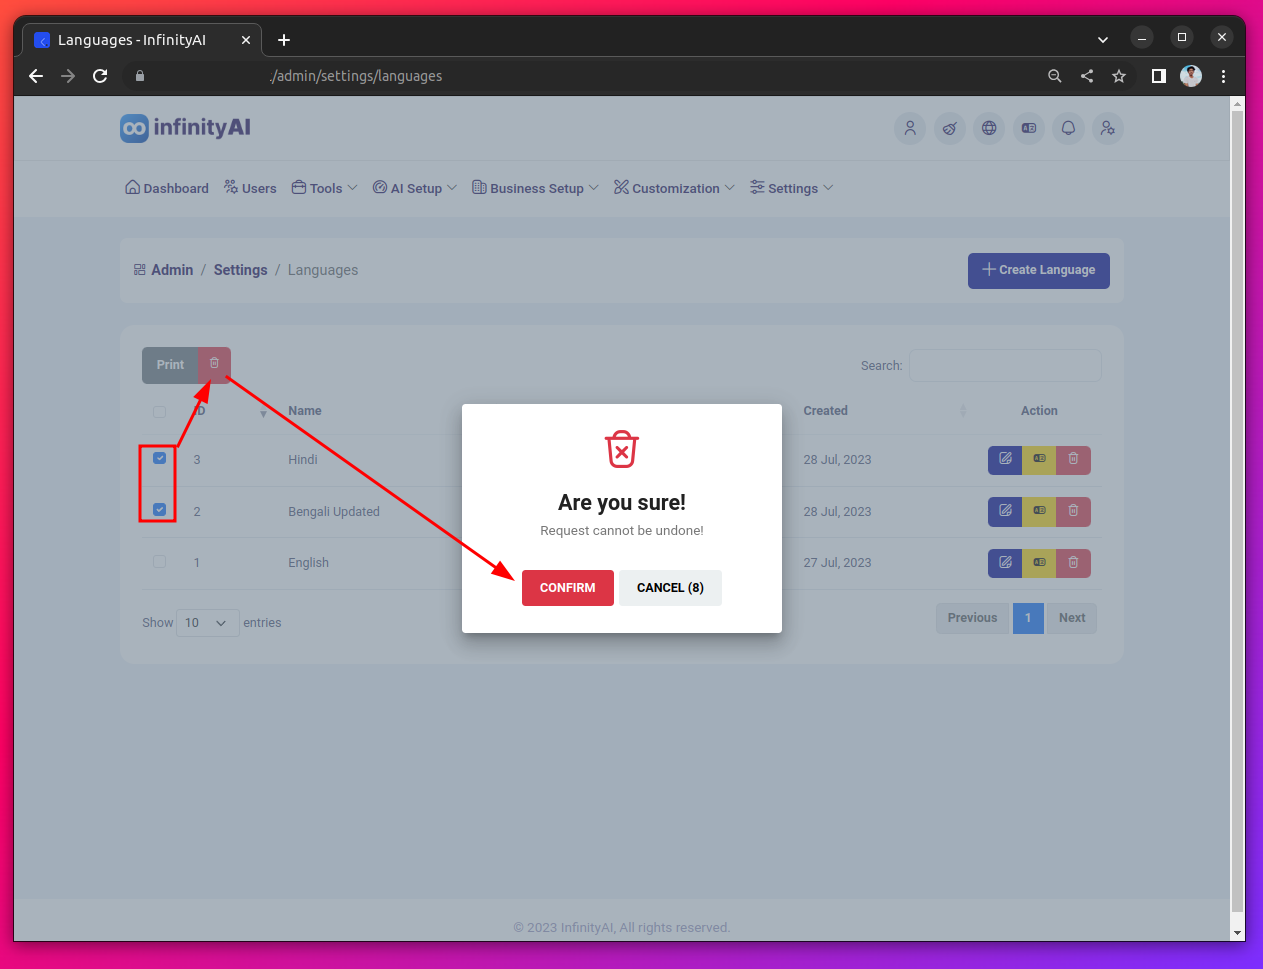 Languages - InfinityAI
./admin/settings/languages
infinityAI
Dashboard Users Tools AI Setup Business Setup Customization Settings
Admin / Settings / Languages
Create Language
Print
Search:
ID Name Created Action
3 Hindi 28 Jul, 2023
2 Bengali Updated 28 Jul, 2023
1 English 27 Jul, 2023
Show 10 entries
Previous 1 Next
Are you sure!
Request cannot be undone!
CONFIRM CANCEL (8)
© 2023 InfinityAI, All rights reserved.